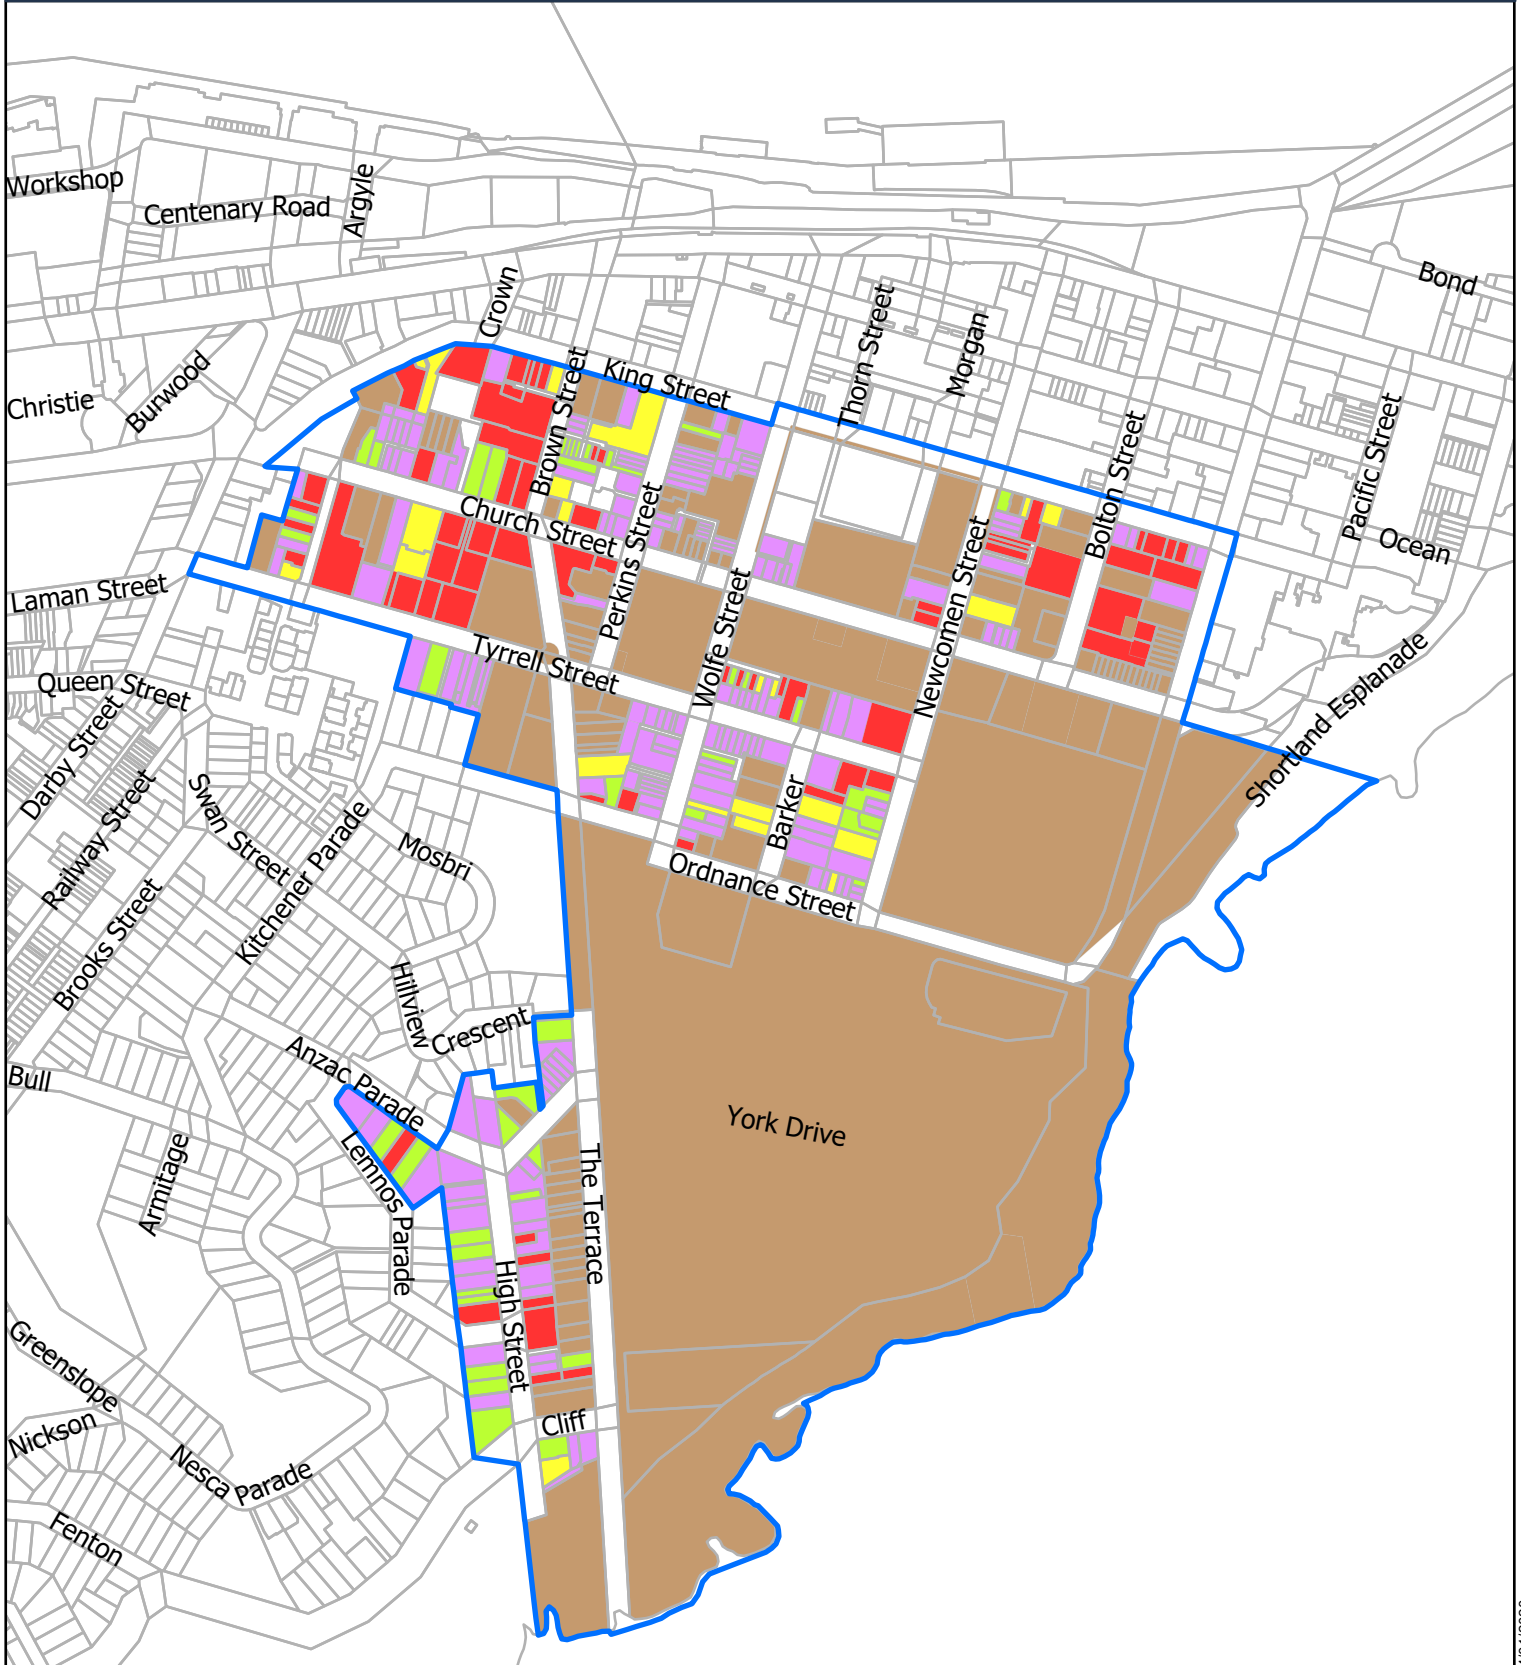 Workshop
Centenary Road
Argyle
Bond
Crown
Thorn Street
Morgan
King Street
Christie
Burwood
Brown Street
Bolton Street
Pacific Street
Church Street
Ocean
Perkins Street
Newcomen Street
Laman Street
Wolfe Street
Tyrrell Street
Queen Street
Darby Street
Shortland Esplanade
Railway Street
Swan Street
Kitchener Parade
Mosbri
Barker
Ordnance Street
Brooks Street
Hillview
Crescent
Anzac Parade
Bull
York Drive
Armitage
Lemnos Parade
The Terrace
High Street
Greenslope
Cliff
Nickson
Nesca Parade
Fenton